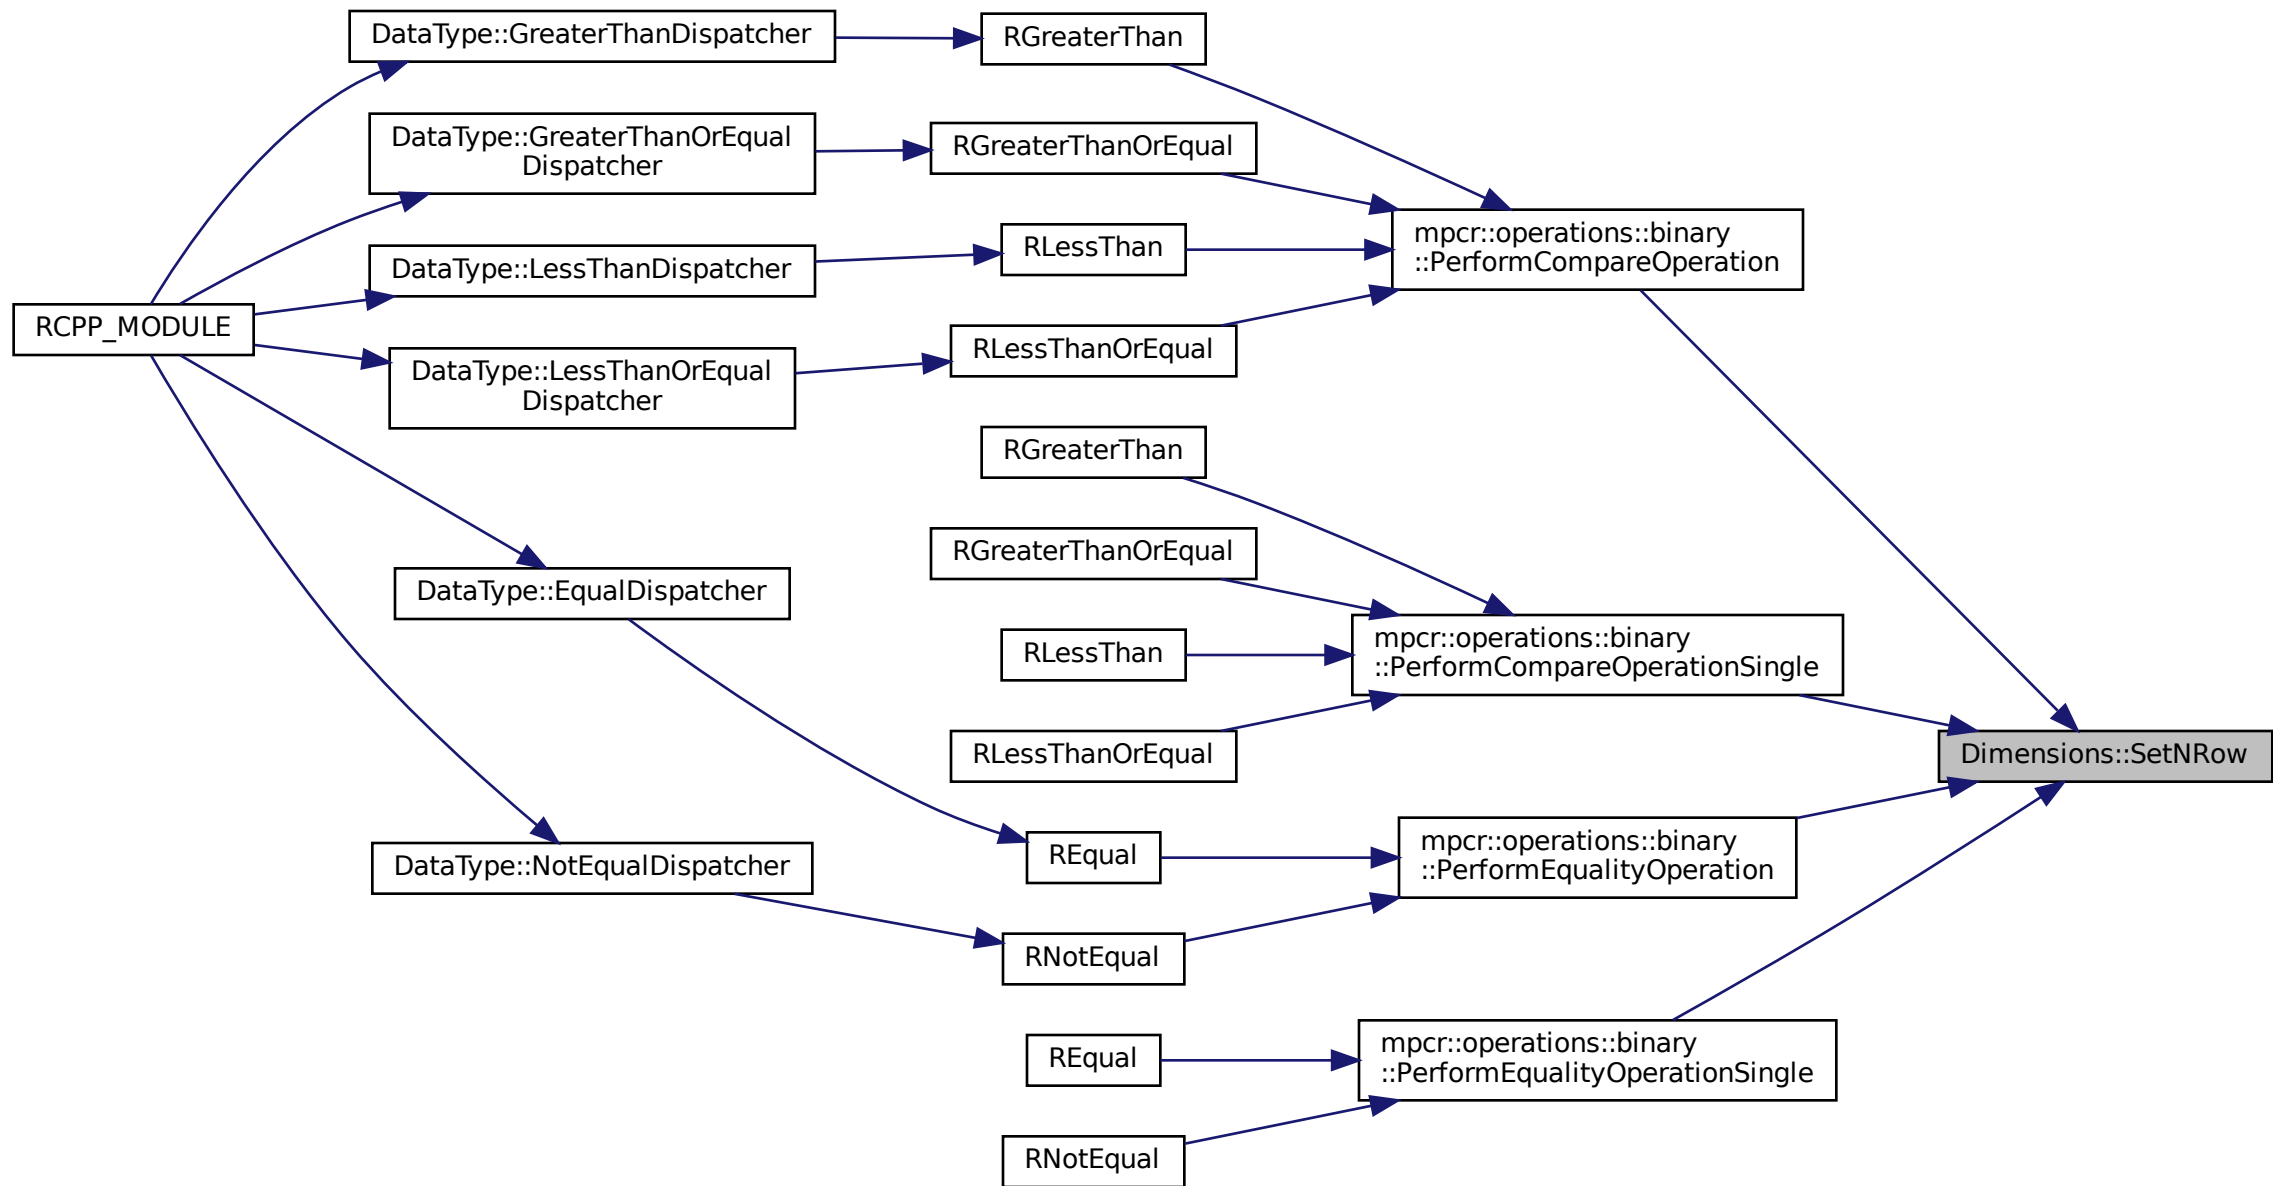 DataType::GreaterThanDispatcher
RGreaterThan
DataType::GreaterThanOrEqual
Dispatcher
RGreaterThanOrEqual
mpcr::operations::binary
::PerformCompareOperation
RLessThan
DataType::LessThanDispatcher
RCPP_MODULE
RLessThanOrEqual
DataType::LessThanOrEqual
Dispatcher
RGreaterThan
RGreaterThanOrEqual
DataType::EqualDispatcher
RLessThan
mpcr::operations::binary
::PerformCompareOperationSingle
RLessThanOrEqual
Dimensions::SetNRow
DataType::NotEqualDispatcher
REqual
mpcr::operations::binary
::PerformEqualityOperation
RNotEqual
REqual
mpcr::operations::binary
::PerformEqualityOperationSingle
RNotEqual